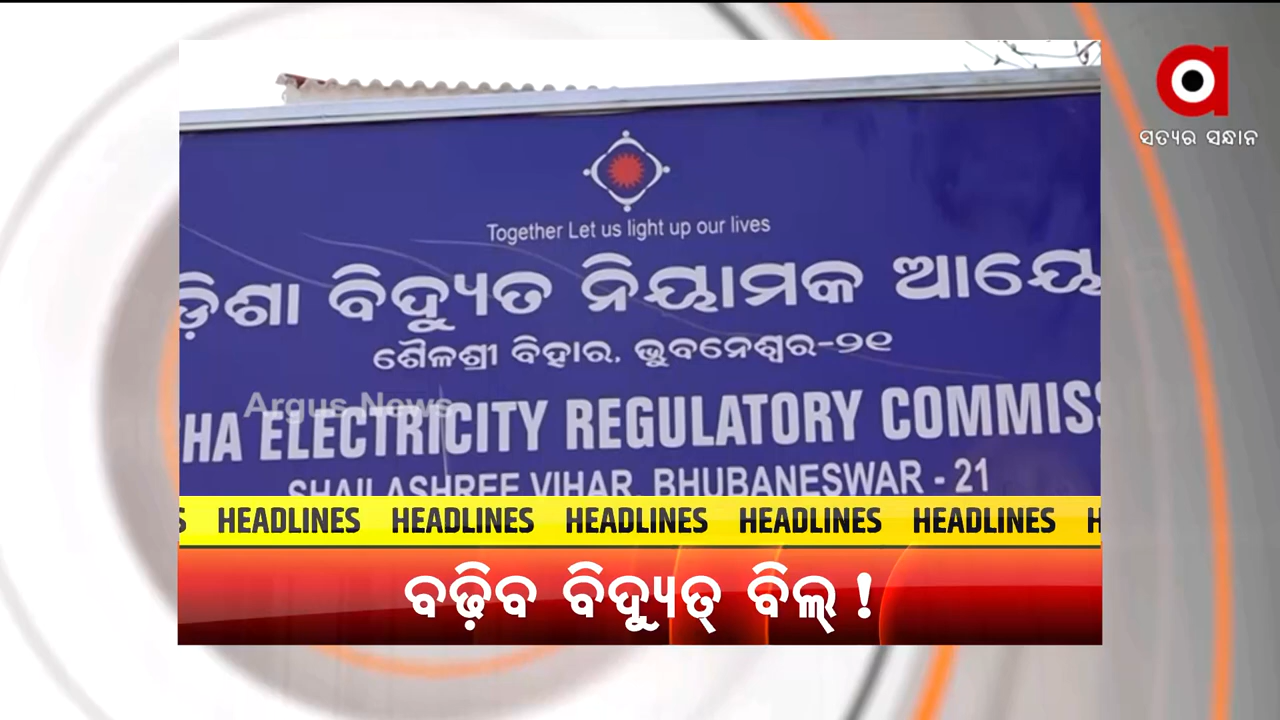 ସତ୍ୟର ସନ୍ଧାନ
Together Let us light up our lives
ଡ଼ିଶା ବିଦ୍ୟୁତ ନିୟାମକ ଆୟୋ
ଶୈଳଶ୍ରୀ ବିହାର, ଭୁବନେଶ୍ୱର-୨୧
Argus News
HA ELECTRICITY REGULATORY COMMISS
SHAILASHREE VIHAR, BHUBANESWAR - 21
S HEADLINES HEADLINES HEADLINES HEADLINES HEADLINES H
ବଢ଼ିବ ବିଦ୍ୟୁତ୍ ବିଲ୍ !